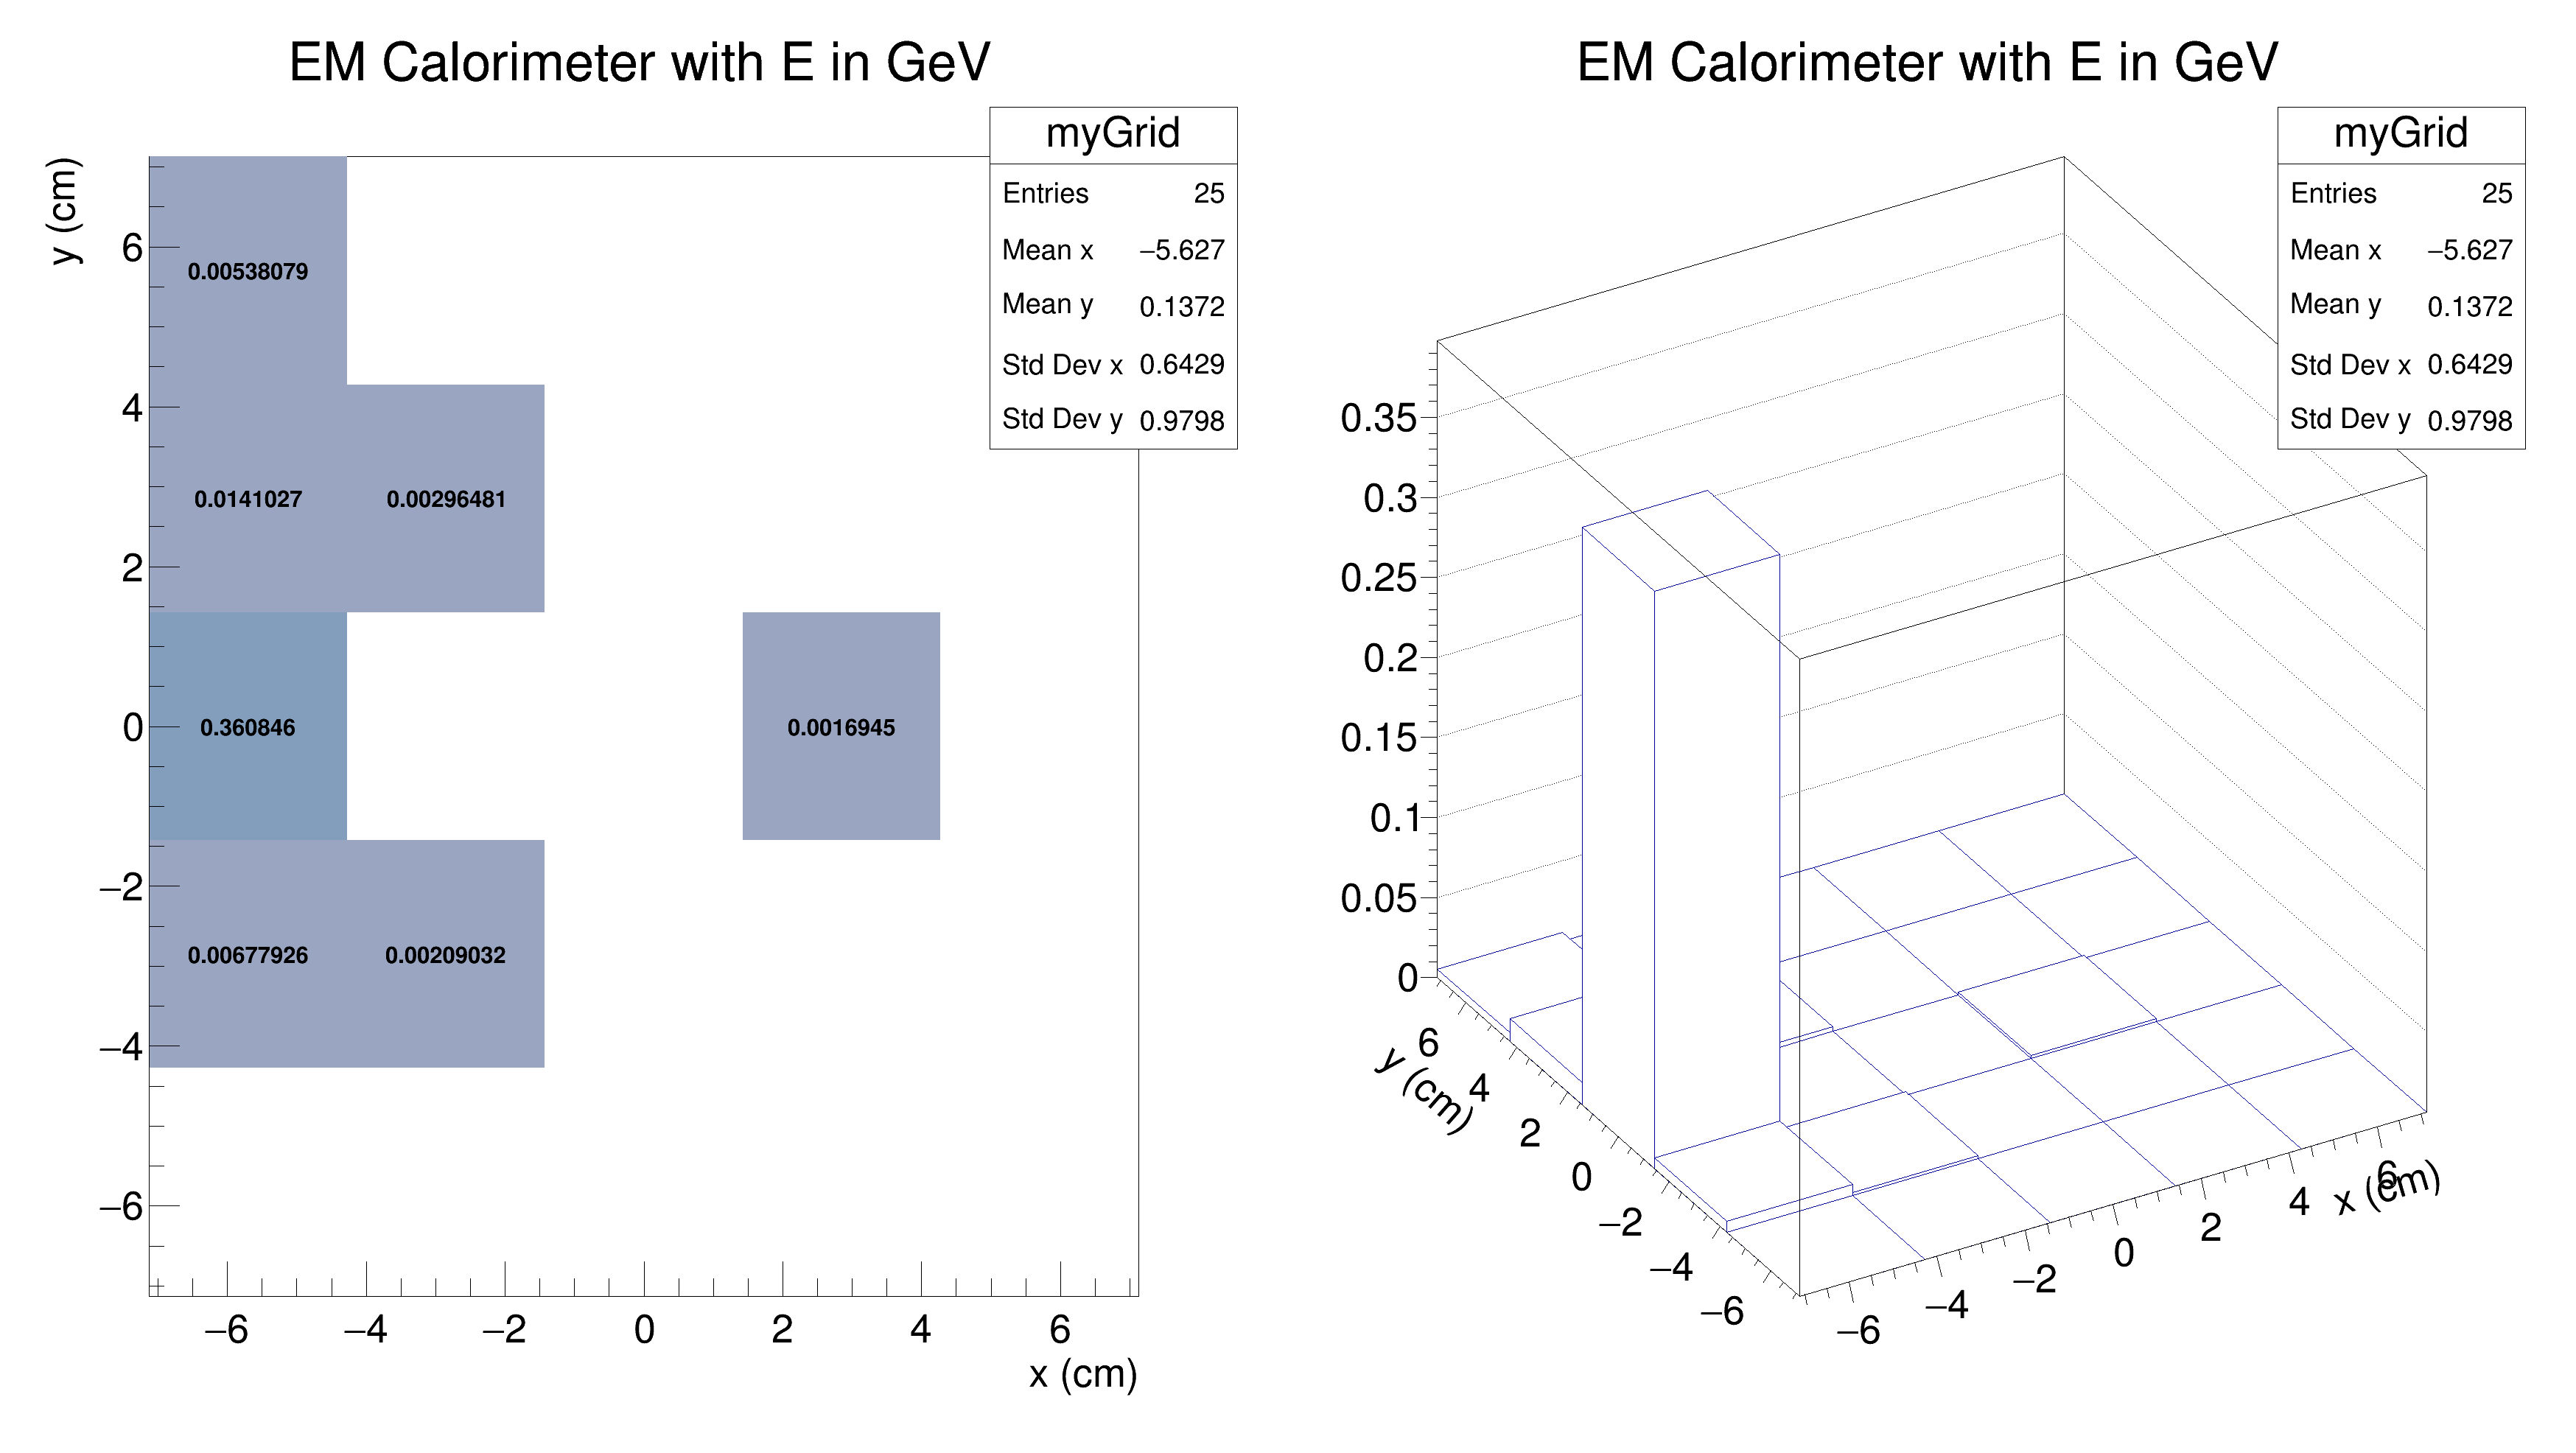 EM Calorimeter with E in GeV
myGrid
Entries 25
Mean x −5.627
Mean y 0.1372
Std Dev x 0.6429
Std Dev y 0.9798
y (cm)
6
4
2
0
−2
−4
−6
0.00538079
0.0141027 0.00296481
0.360846 0.0016945
0.00677926 0.00209032
−6 −4 −2 0 2 4 6
x (cm)
EM Calorimeter with E in GeV
myGrid
Entries 25
Mean x −5.627
Mean y 0.1372
Std Dev x 0.6429
Std Dev y 0.9798
0.35
0.3
0.25
0.2
0.15
0.1
0.05
0
6
4
2
0
−2
−4
−6
y (cm)
−6
−4
−2
0
2
4
6
x (cm)